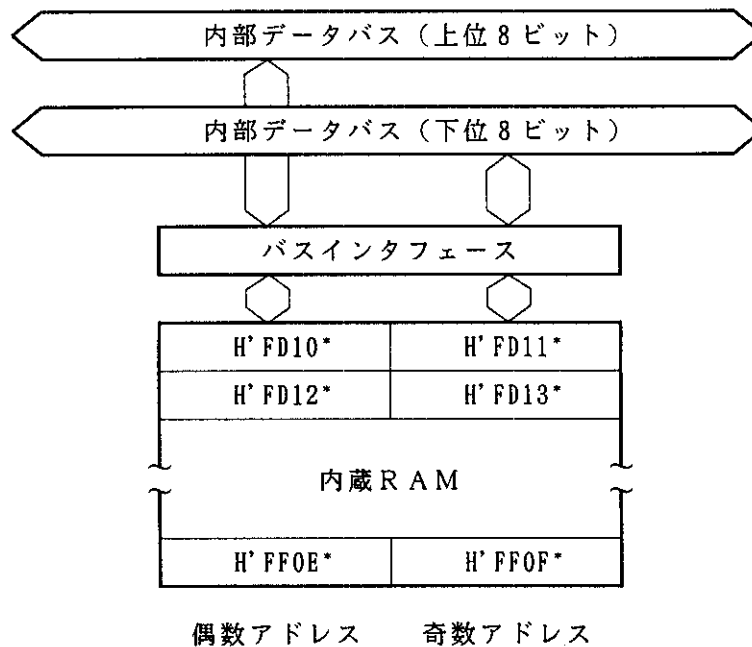 内部データバス（上位8ビット）
内部データバス（下位8ビット）
バスインタフェース
H'FD10* H'FD11*
H'FD12* H'FD13*
内蔵RAM
H'FF0E* H'FF0F*
偶数アドレス 奇数アドレス